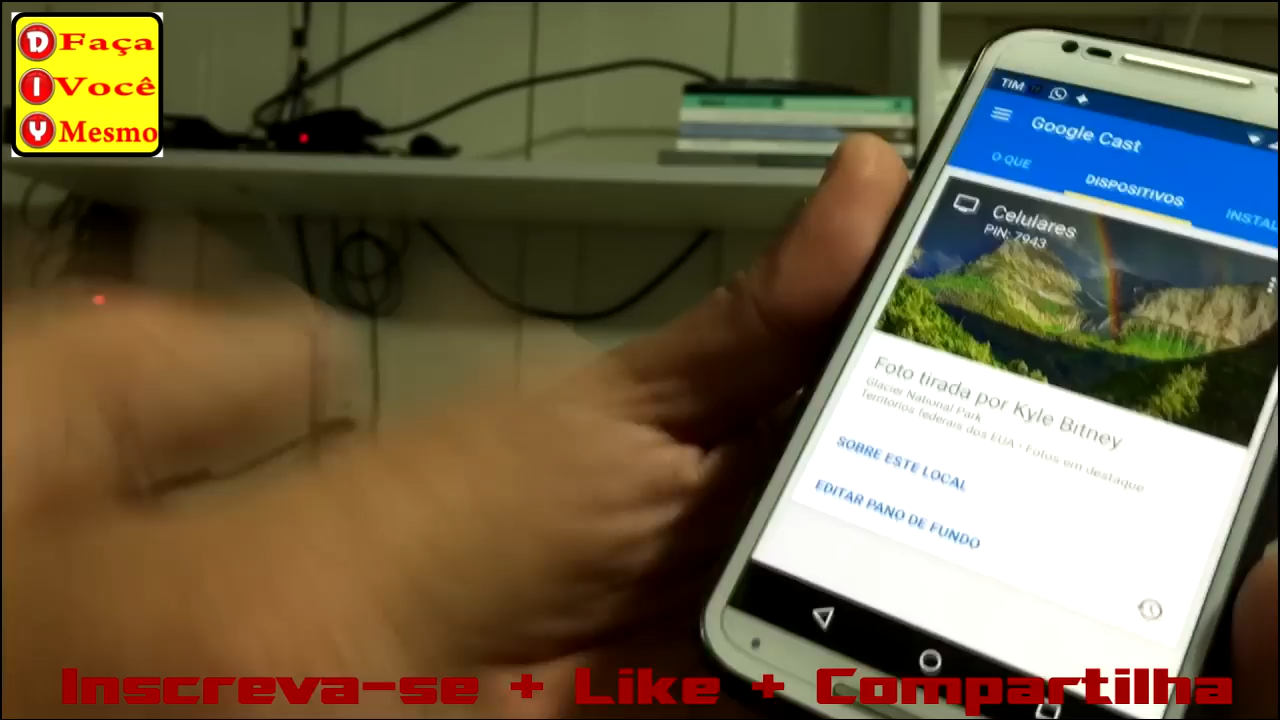 D Faça
I Você
Y Mesmo
TIM
Google Cast
O QUE
DISPOSITIVOS
INSTAL
Celulares
PIN: 7943
Foto tirada por Kyle Bitney
Glacier National Park
Territórios federais dos EUA • Fotos em destaque
SOBRE ESTE LOCAL
EDITAR PANO DE FUNDO
Inscreva-se + Like + Compartilha